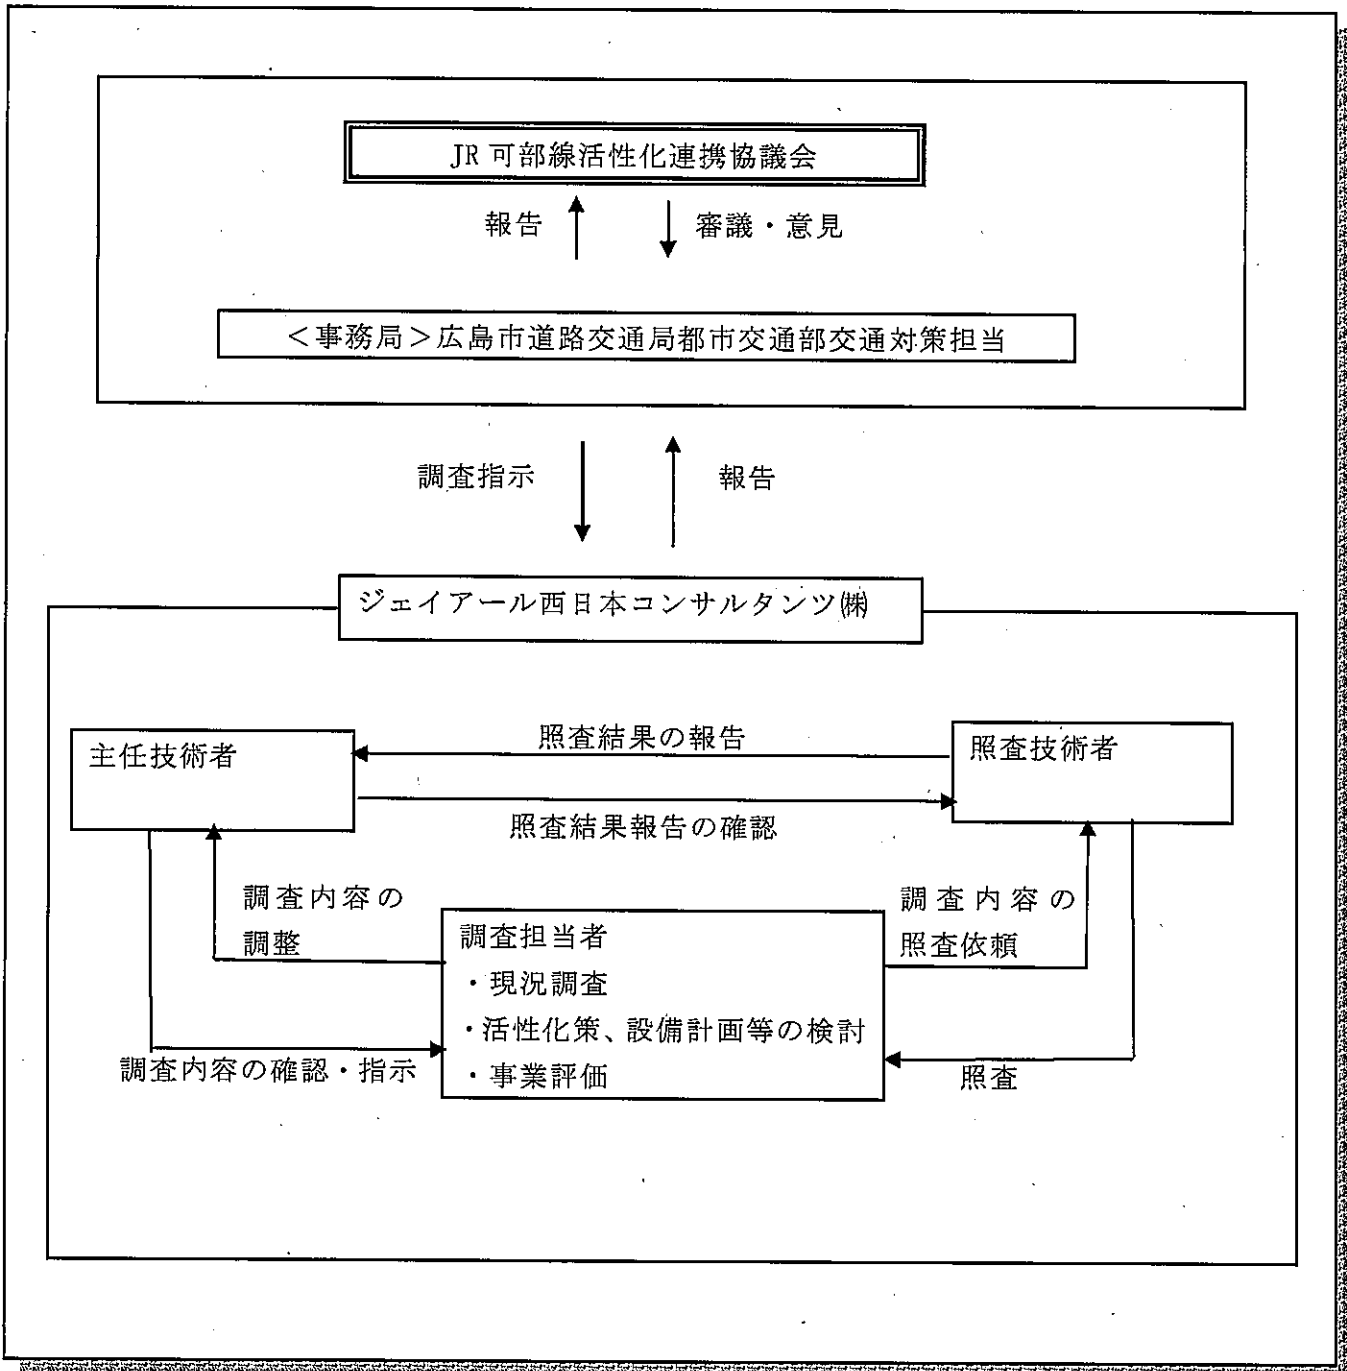 JR可部線活性化連携協議会
報告
審議・意見
＜事務局＞広島市道路交通局都市交通部交通対策担当
調査指示
報告
ジェイアール西日本コンサルタンツ㈱
主任技術者
照査結果の報告
照査技術者
照査結果報告の確認
調査内容の
調整
調査担当者
・現況調査
・活性化策、設備計画等の検討
・事業評価
調査内容の
照査依頼
調査内容の確認・指示
照査